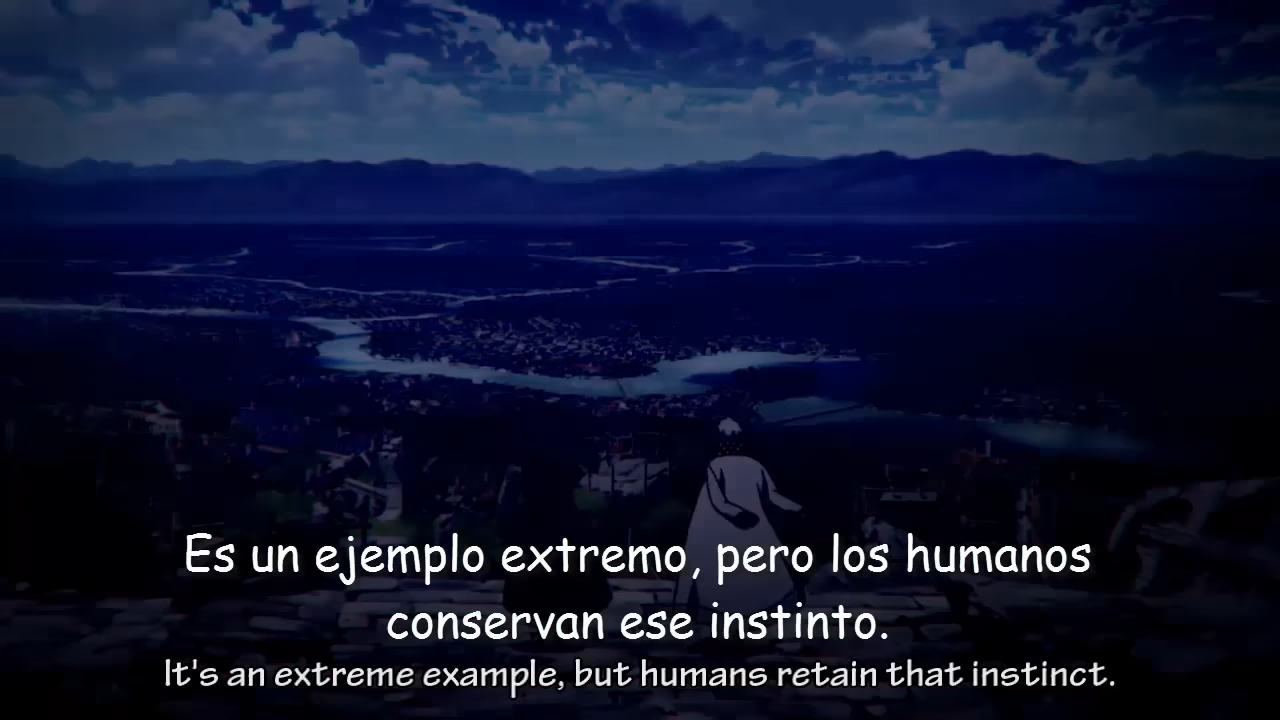 Es un ejemplo extremo, pero los humanos
conservan ese instinto.
It's an extreme example, but humans retain that instinct.